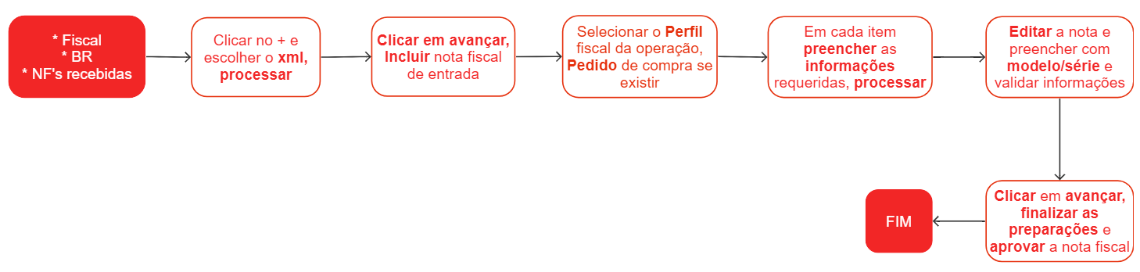 * Fiscal
* BR
* NF's recebidas
Clicar no + e
escolher o xml,
processar
Clicar em avançar,
Incluir nota fiscal
de entrada
Selecionar o Perfil
fiscal da operação,
Pedido de compra se
existir
Em cada item
preencher as
informações
requeridas, processar
Editar a nota e
preencher com
modelo/série e
validar informações
Clicar em avançar,
finalizar as
preparações e
aprovar a nota fiscal
FIM